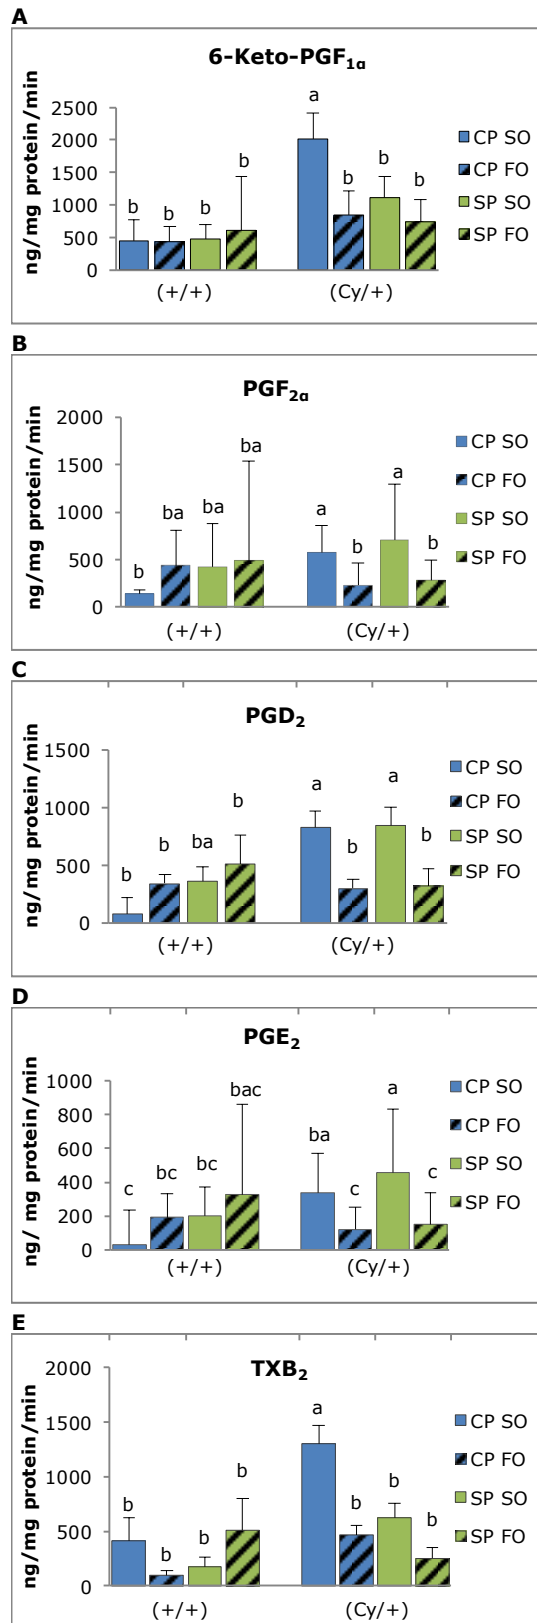 A
6-Keto-PGF1α
ng/mg protein/min
2500
2000
1500
1000
500
0
b b b b a b b b
(+/+) (Cy/+)
CP SO
CP FO
SP SO
SP FO
B
PGF2α
ng/mg protein/min
2000
1500
1000
500
0
b ba ba ba a b a b
(+/+) (Cy/+)
CP SO
CP FO
SP SO
SP FO
C
PGD2
ng/mg protein/min
1500
1000
500
0
b b ba b a b a b
(+/+) (Cy/+)
CP SO
CP FO
SP SO
SP FO
D
PGE2
ng/ mg protein/min
1000
800
600
400
200
0
c bc bc bac ba c a c
(+/+) (Cy/+)
CP SO
CP FO
SP SO
SP FO
E
TXB2
ng/mg protein/min
2000
1500
1000
500
0
b b b b a b b b
(+/+) (Cy/+)
CP SO
CP FO
SP SO
SP FO